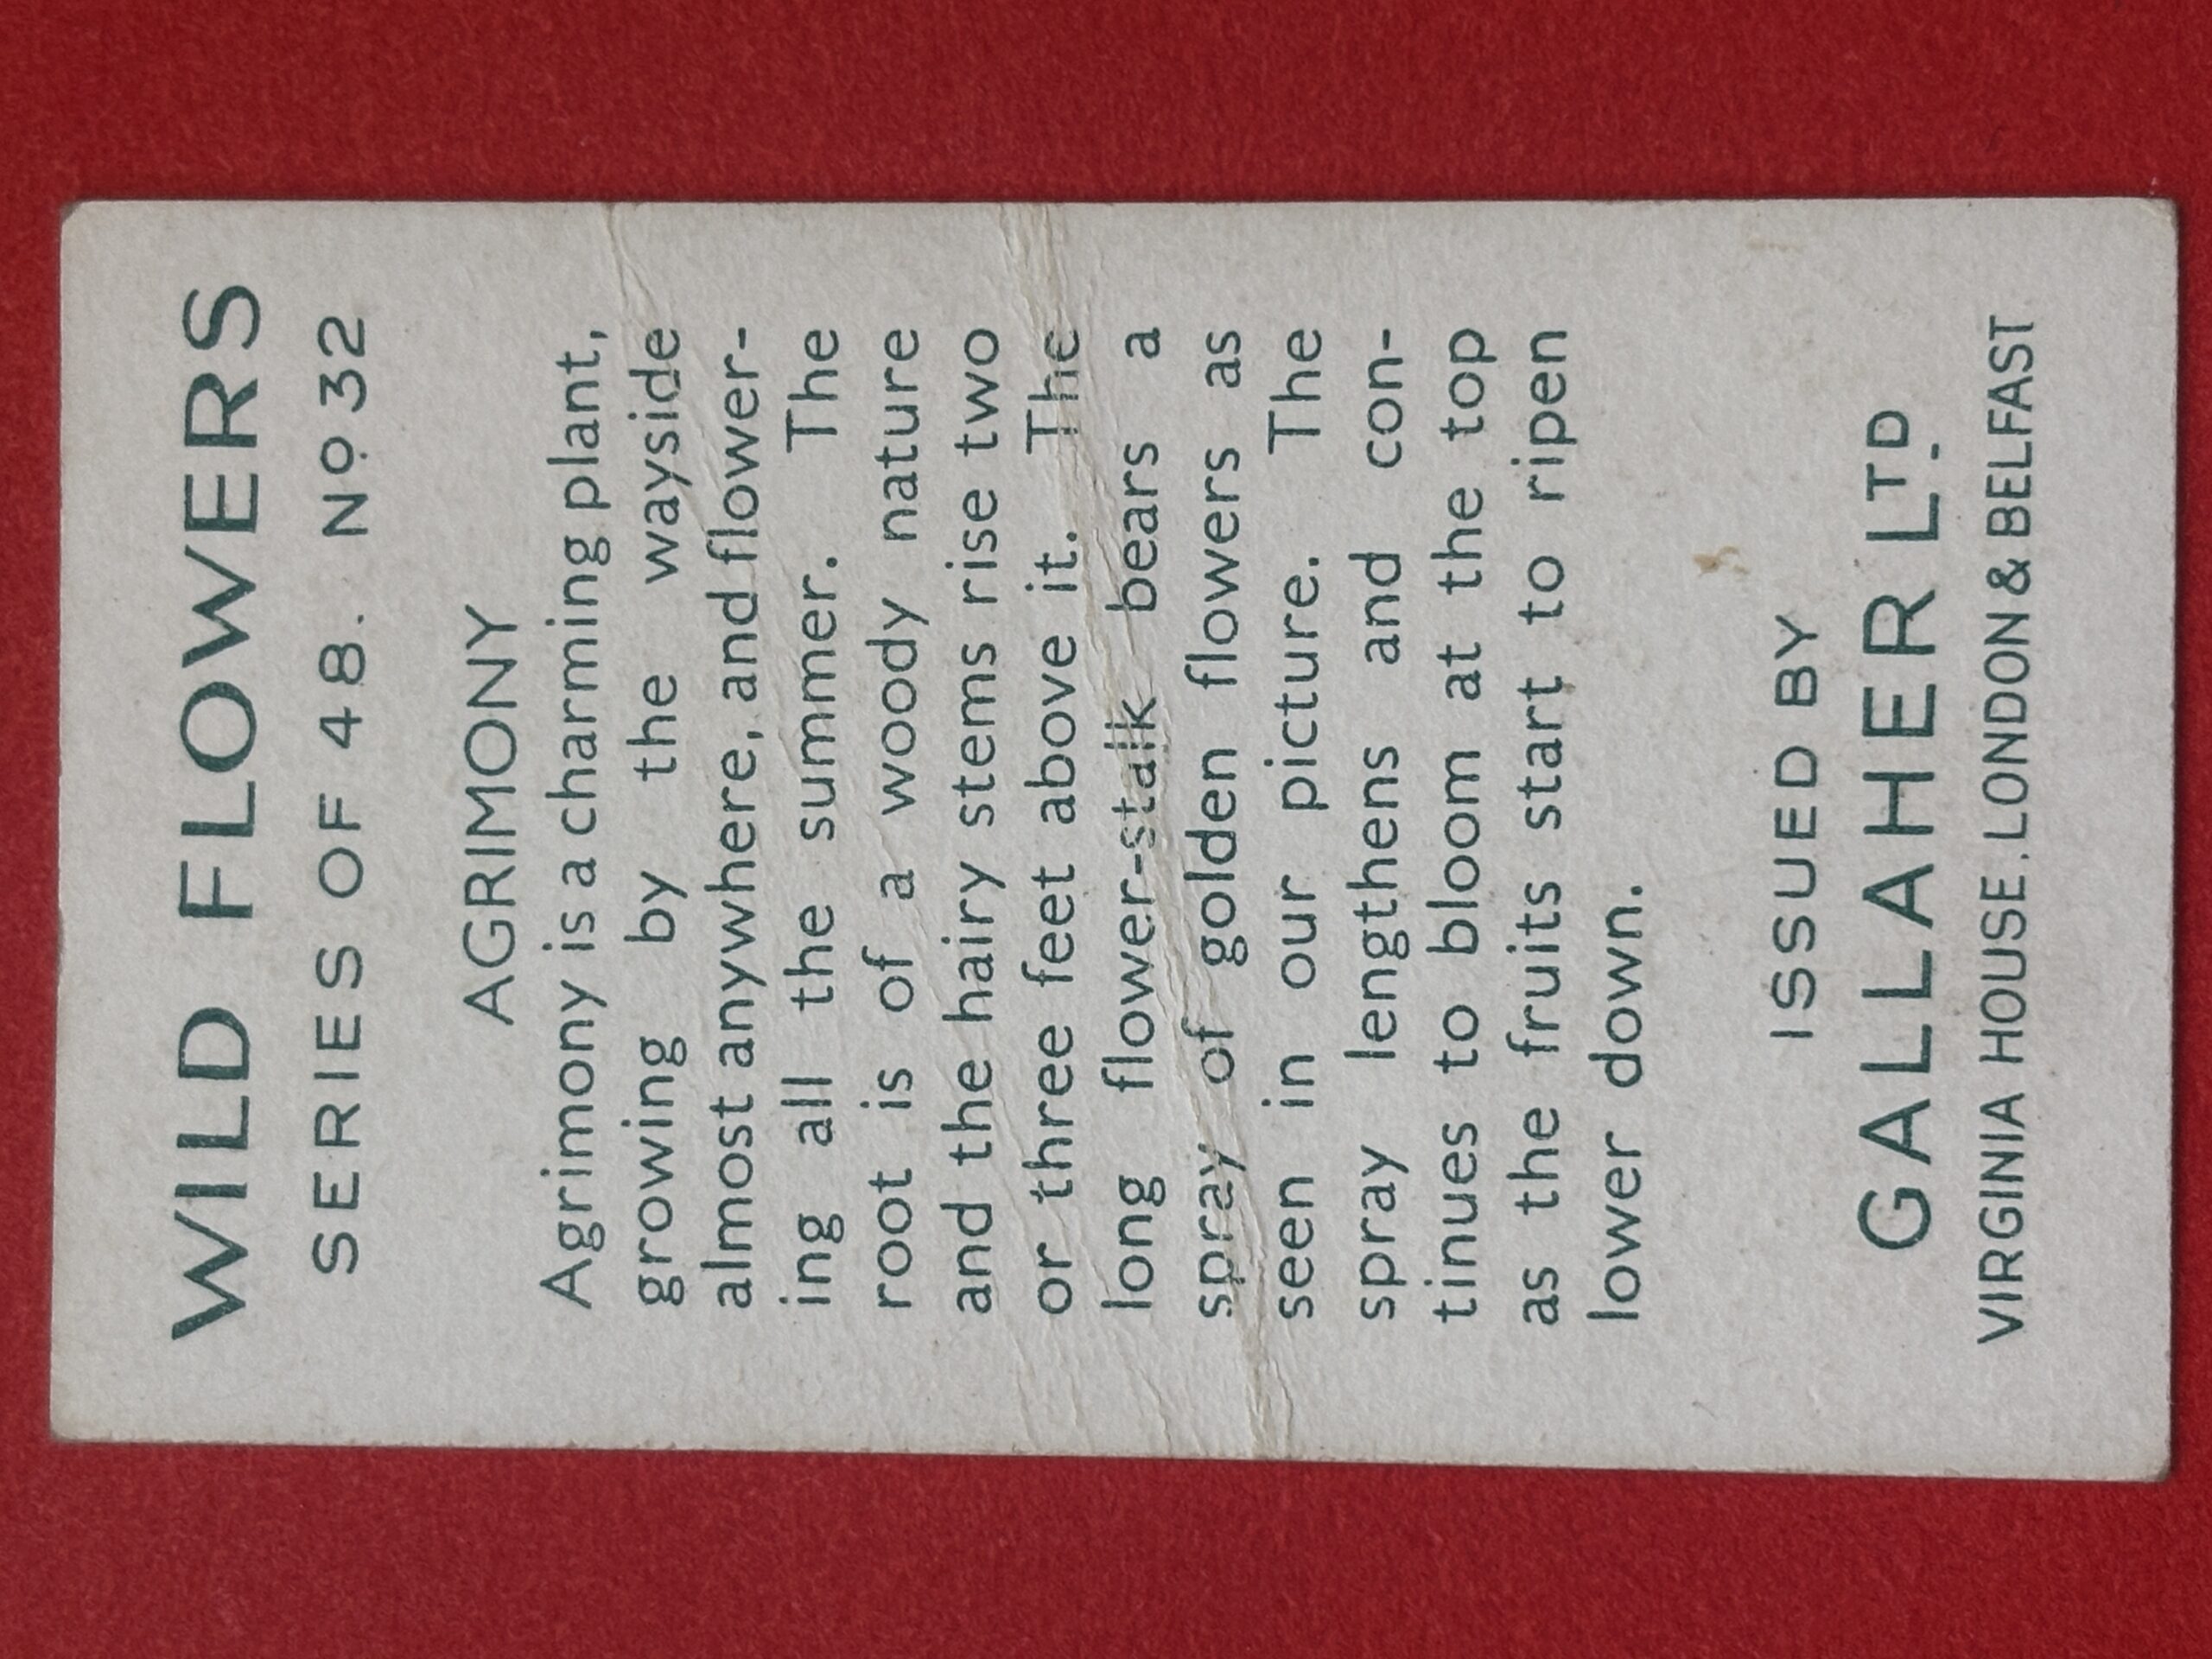 WILD FLOWERS
SERIES OF 48. Nº 32
AGRIMONY
Agrimony is a charming plant,
growing by the wayside
almost anywhere, and flower-
ing all the summer. The
root is of a woody nature
and the hairy stems rise two
or three feet above it. The
long flower-stalk bears a
spray of golden flowers as
seen in our picture. The
spray lengthens and con-
tinues to bloom at the top
as the fruits start to ripen
lower down.
ISSUED BY
GALLAHER LTD
VIRGINIA HOUSE. LONDON & BELFAST.